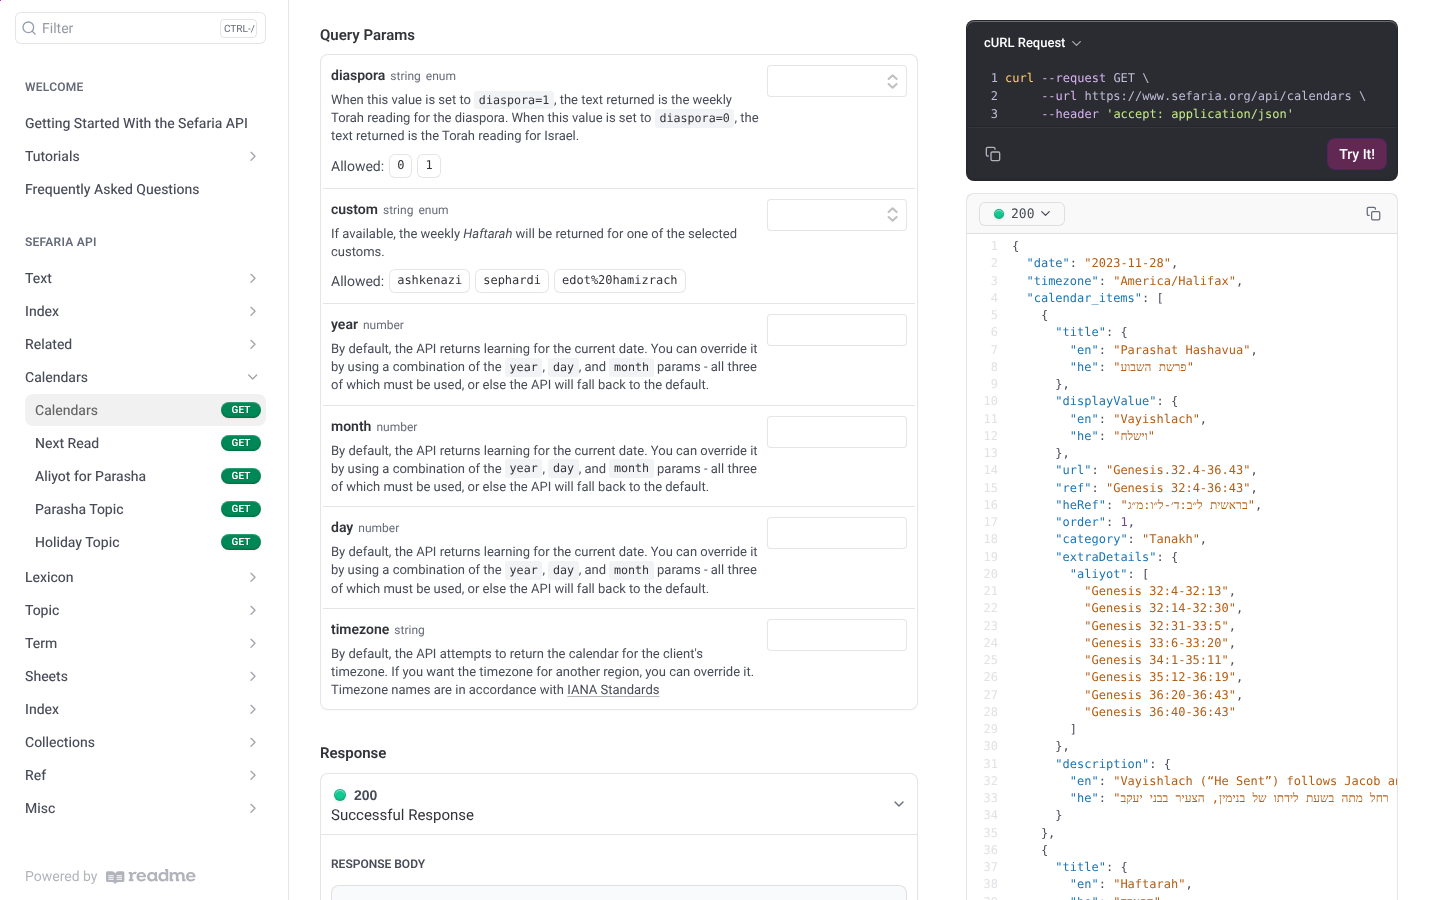 Filter
CTRL-/
WELCOME
Getting Started With the Sefaria API
Tutorials
Frequently Asked Questions
SEFARIA API
Text
Index
Related
Calendars
Calendars GET
Next Read GET
Aliyot for Parasha GET
Parasha Topic GET
Holiday Topic GET
Lexicon
Topic
Term
Sheets
Index
Collections
Ref
Misc
Powered by readme
Query Params
diaspora string enum
When this value is set to diaspora=1, the text returned is the weekly
Torah reading for the diaspora. When this value is set to diaspora=0, the
text returned is the Torah reading for Israel.
Allowed: 0 1
custom string enum
If available, the weekly Haftarah will be returned for one of the selected
customs.
Allowed: ashkenazi sephardi edot%20hamizrach
year number
By default, the API returns learning for the current date. You can override it
by using a combination of the year, day, and month params - all three
of which must be used, or else the API will fall back to the default.
month number
By default, the API returns learning for the current date. You can override it
by using a combination of the year, day, and month params - all three
of which must be used, or else the API will fall back to the default.
day number
By default, the API returns learning for the current date. You can override it
by using a combination of the year, day, and month params - all three
of which must be used, or else the API will fall back to the default.
timezone string
By default, the API attempts to return the calendar for the client's
timezone. If you want the timezone for another region, you can override it.
Timezone names are in accordance with IANA Standards
Response
200
Successful Response
RESPONSE BODY
cURL Request
1 curl --request GET \
2 --url https://www.sefaria.org/api/calendars \
3 --header 'accept: application/json'
Try It!
200
1 {
2 "date": "2023-11-28",
3 "timezone": "America/Halifax",
4 "calendar_items": [
5 {
6 "title": {
7 "en": "Parashat Hashavua",
8 "he": "פרשת השבוע"
9 },
10 "displayValue": {
11 "en": "Vayishlach",
12 "he": "וישלח"
13 },
14 "url": "Genesis.32.4-36.43",
15 "ref": "Genesis 32:4-36:43",
16 "heRef": "בראשית ל״ב:ד׳-ל״ו:מ״ג",
17 "order": 1,
18 "category": "Tanakh",
19 "extraDetails": {
20 "aliyot": [
21 "Genesis 32:4-32:13",
22 "Genesis 32:14-32:30",
23 "Genesis 32:31-33:5",
24 "Genesis 33:6-33:20",
25 "Genesis 34:1-35:11",
26 "Genesis 35:12-36:19",
27 "Genesis 36:20-36:43",
28 "Genesis 36:40-36:43"
29 ]
30 },
31 "description": {
32 "en": "Vayishlach (“He Sent”) follows Jacob
33 "he": "רחל מתה בשעת לידתו של בנימין, הצעיר בבני יעקב
34 }
35 },
36 {
37 "title": {
38 "en": "Haftarah",